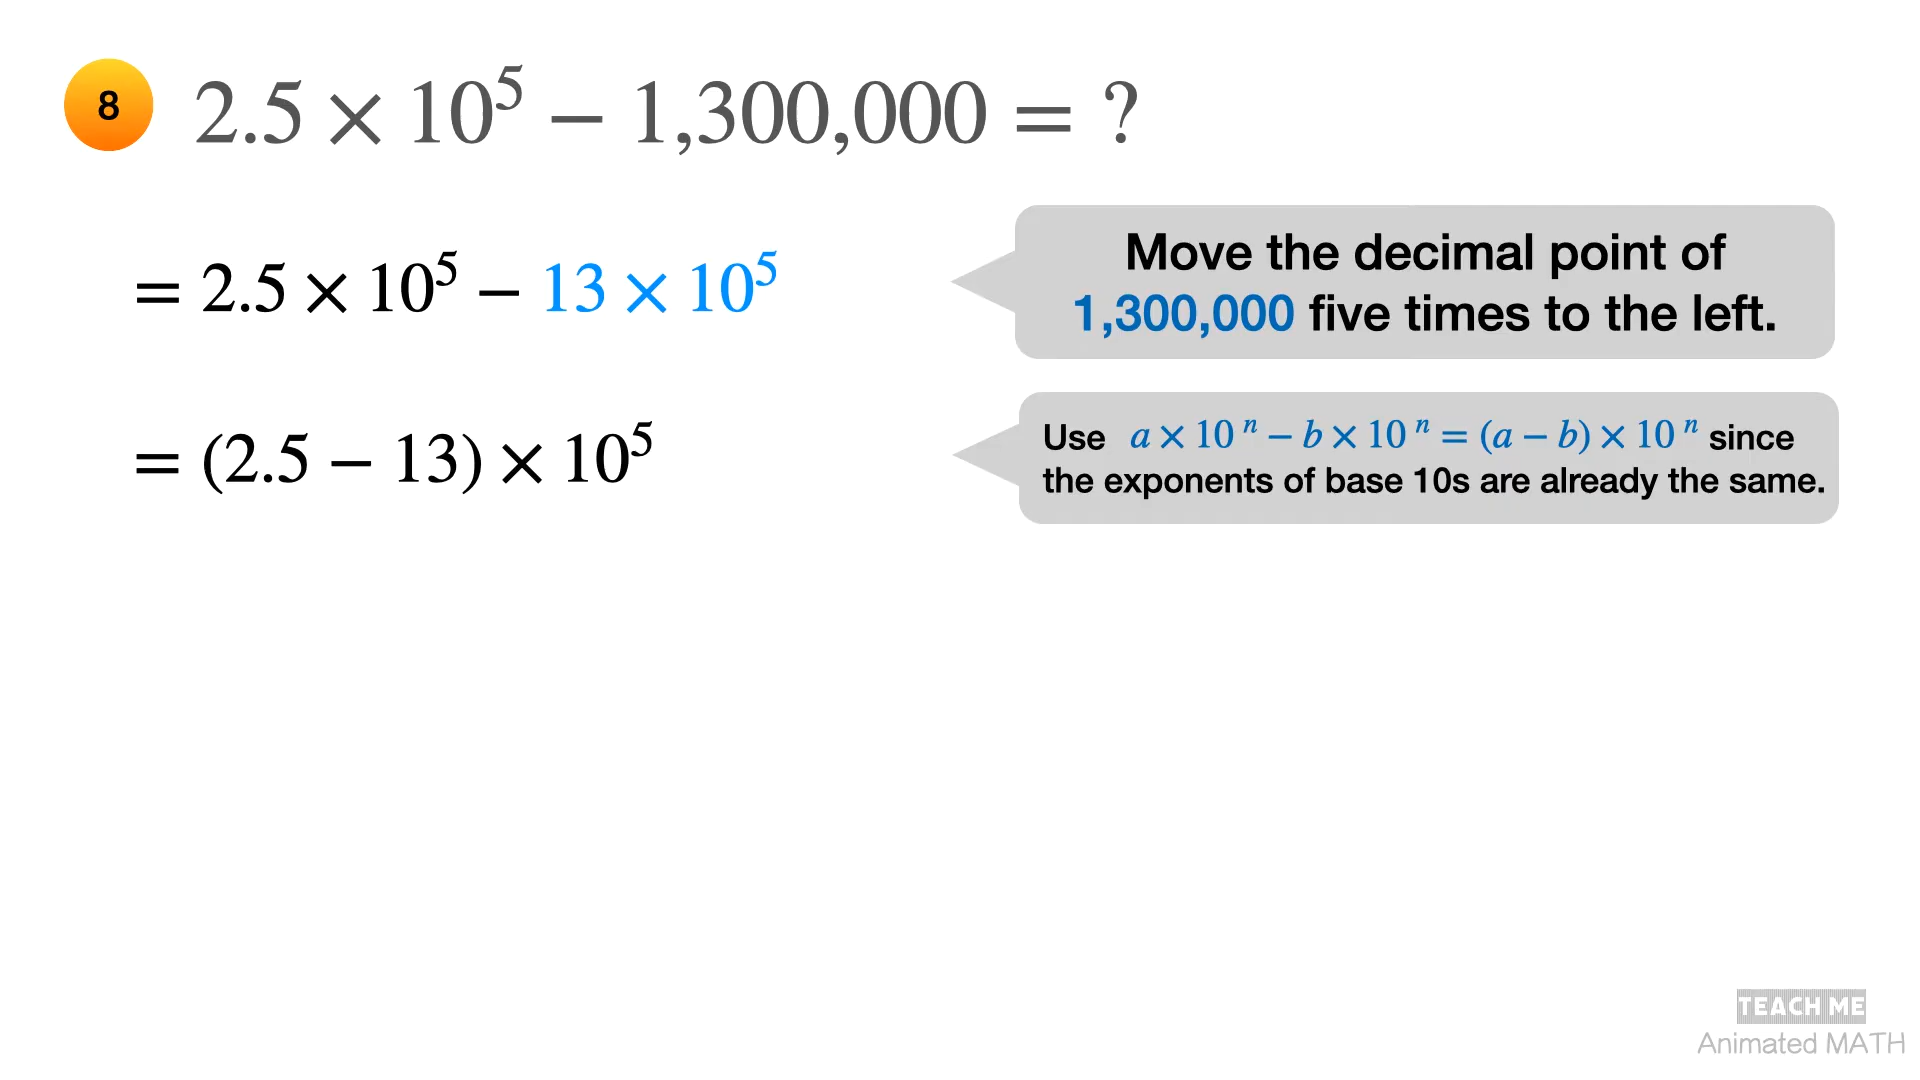 8
2.5 × 10⁵ − 1,300,000 = ?
= 2.5 × 10⁵ − 13 × 10⁵
Move the decimal point of
1,300,000 five times to the left.
= (2.5 − 13) × 10⁵
Use a × 10ⁿ − b × 10ⁿ = (a − b) × 10ⁿ since
the exponents of base 10s are already the same.
TEACH ME
Animated MATH